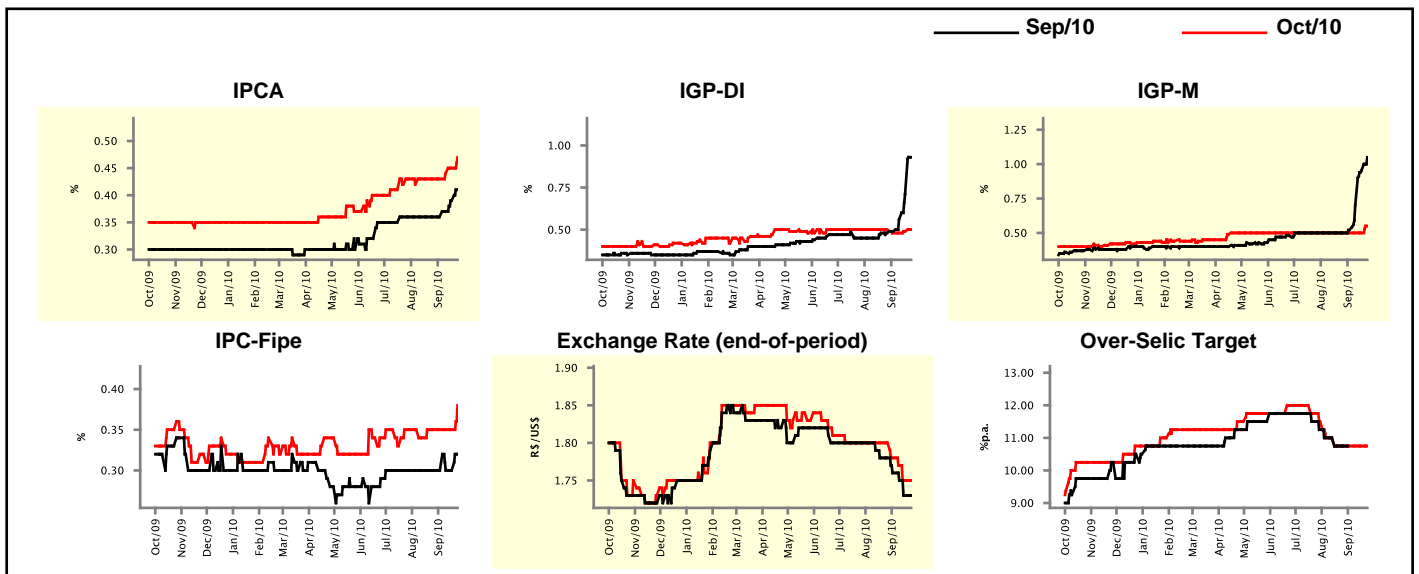 Sep/10 Oct/10
IPCA IGP-DI IGP-M
0.50
0.45
0.40
0.35
0.30
%
Oct/09 Nov/09 Dec/09 Jan/10 Feb/10 Mar/10 Apr/10 May/10 Jun/10 Jul/10 Aug/10 Sep/10
1.00
0.75
0.50
%
Oct/09 Nov/09 Dec/09 Jan/10 Feb/10 Mar/10 Apr/10 May/10 Jun/10 Jul/10 Aug/10 Sep/10
1.25
1.00
0.75
0.50
%
Oct/09 Nov/09 Dec/09 Jan/10 Feb/10 Mar/10 Apr/10 May/10 Jun/10 Jul/10 Aug/10 Sep/10
IPC-Fipe Exchange Rate (end-of-period) Over-Selic Target
0.40
0.35
0.30
%
Oct/09 Nov/09 Dec/09 Jan/10 Feb/10 Mar/10 Apr/10 May/10 Jun/10 Jul/10 Aug/10 Sep/10
1.90
1.85
1.80
1.75
R$/US$
Oct/09 Nov/09 Dec/09 Jan/10 Feb/10 Mar/10 Apr/10 May/10 Jun/10 Jul/10 Aug/10 Sep/10
13.00
12.00
11.00
10.00
9.00
%p.a.
Oct/09 Nov/09 Dec/09 Jan/10 Feb/10 Mar/10 Apr/10 May/10 Jun/10 Jul/10 Aug/10 Sep/10